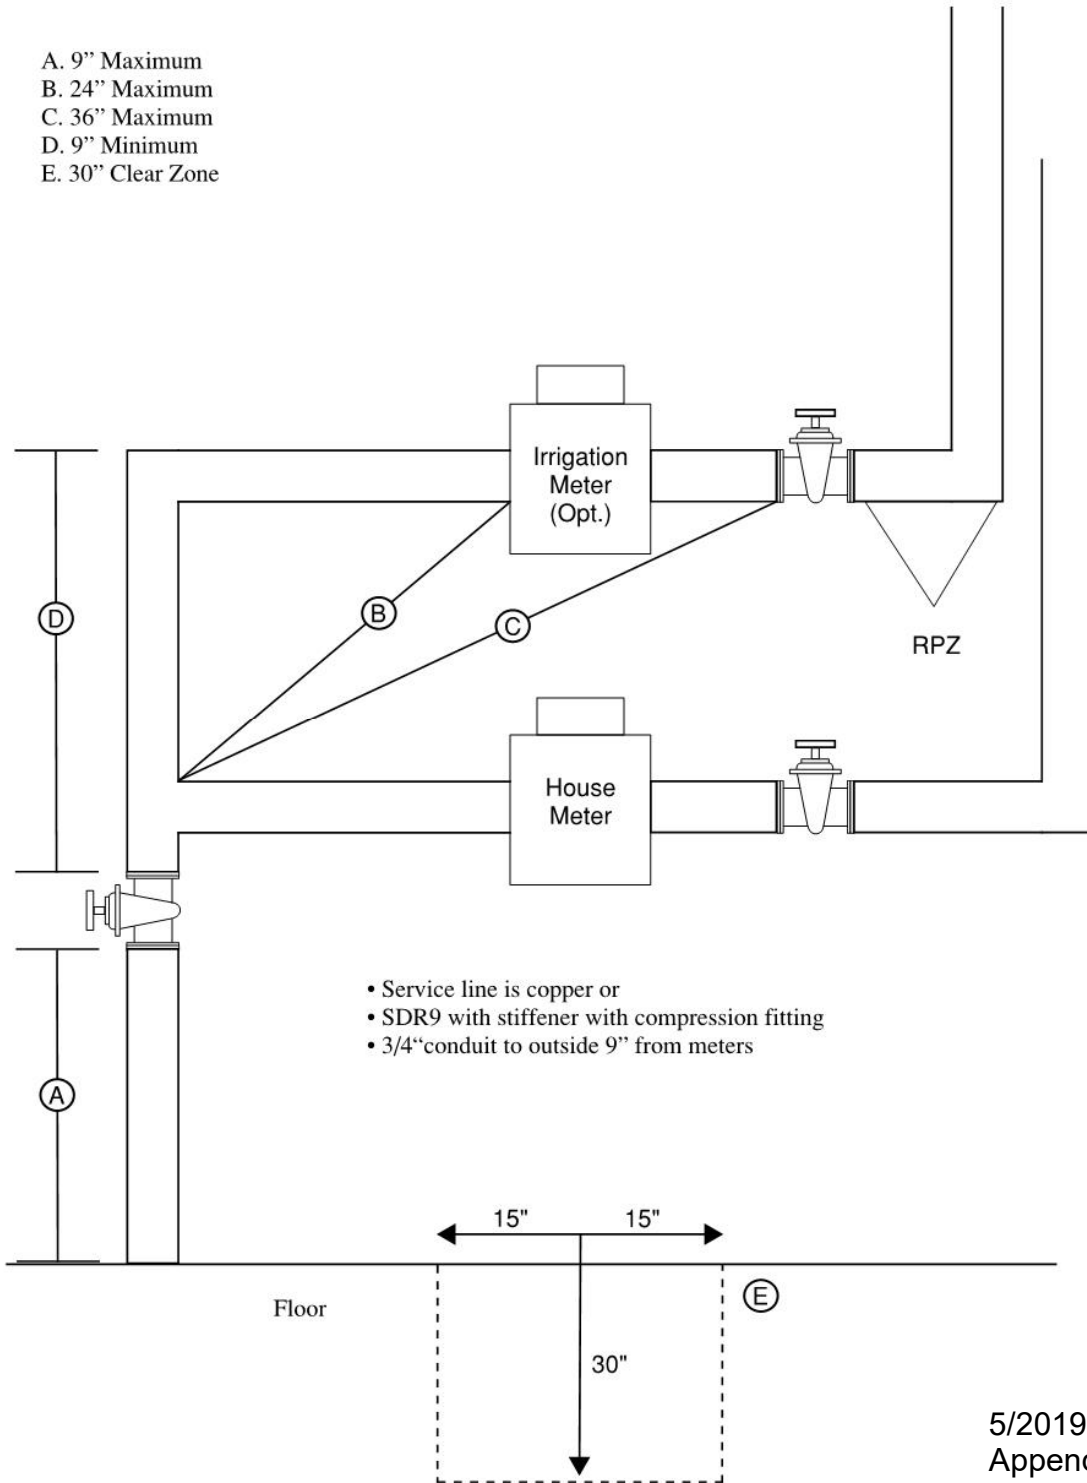 A. 9” Maximum
B. 24” Maximum
C. 36” Maximum
D. 9” Minimum
E. 30” Clear Zone
Irrigation
Meter
(Opt.)
D
B
C
RPZ
House
Meter
• Service line is copper or
• SDR9 with stiffener with compression fitting
• 3/4“conduit to outside 9” from meters
A
15" 15"
E
Floor
30"
5/2019
Appen